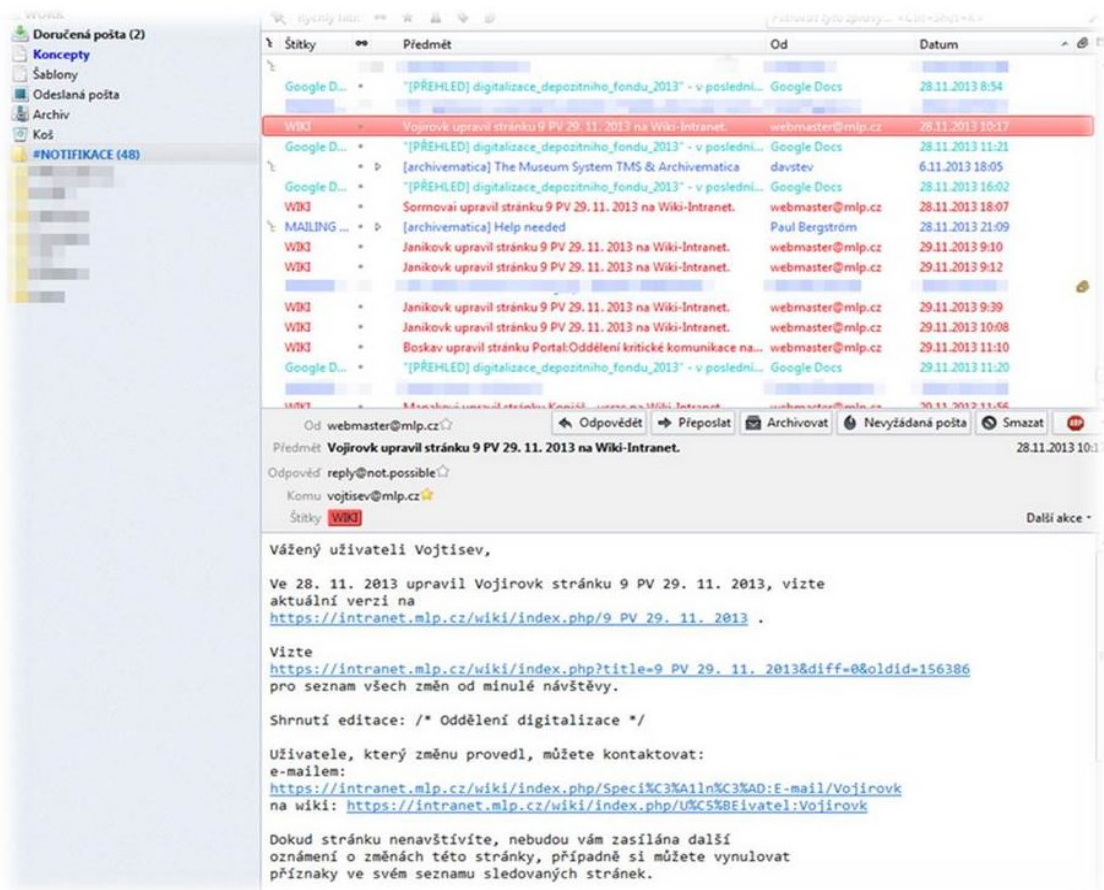 Doručená pošta (2)
Koncepty
Šablony
Odeslaná pošta
Archiv
Koš
#NOTIFIKACE (48)
Štítky Předmět Od Datum
Google D... "[PŘEHLED] digitalizace_depozitniho_fondu_2013" - v poslední... Google Docs 28.11.2013 8:54
WIKI Vojirovk upravil stránku 9 PV 29. 11. 2013 na Wiki-Intranet. webmaster@mlp.cz 28.11.2013 10:17
Google D... "[PŘEHLED] digitalizace_depozitniho_fondu_2013" - v poslední... Google Docs 28.11.2013 11:21
[archivematica] The Museum System TMS & Archivematica davstev 6.11.2013 18:05
Google D... "[PŘEHLED] digitalizace_depozitniho_fondu_2013" - v poslední... Google Docs 28.11.2013 16:02
WIKI Sormovai upravil stránku 9 PV 29. 11. 2013 na Wiki-Intranet. webmaster@mlp.cz 28.11.2013 18:07
MAILING ... [archivematica] Help needed Paul Bergström 28.11.2013 21:09
WIKI Janikovk upravil stránku 9 PV 29. 11. 2013 na Wiki-Intranet. webmaster@mlp.cz 29.11.2013 9:10
WIKI Janikovk upravil stránku 9 PV 29. 11. 2013 na Wiki-Intranet. webmaster@mlp.cz 29.11.2013 9:12
WIKI Janikovk upravil stránku 9 PV 29. 11. 2013 na Wiki-Intranet. webmaster@mlp.cz 29.11.2013 9:39
WIKI Janikovk upravil stránku 9 PV 29. 11. 2013 na Wiki-Intranet. webmaster@mlp.cz 29.11.2013 10:08
WIKI Boskav upravil stránku Portal:Oddělení kritické komunikace na... webmaster@mlp.cz 29.11.2013 11:10
Google D... "[PŘEHLED] digitalizace_depozitniho_fondu_2013" - v poslední... Google Docs 29.11.2013 11:20
Od webmaster@mlp.cz Odpovědět Přeposlat Archivovat Nevyžádaná pošta Smazat ABP
Předmět Vojirovk upravil stránku 9 PV 29. 11. 2013 na Wiki-Intranet. 28.11.2013 10:1
Odpověď reply@not.possible
Komu vojtisev@mlp.cz
Štítky WIKI Další akce
Vážený uživateli Vojtisev,
Ve 28. 11. 2013 upravil Vojirovk stránku 9 PV 29. 11. 2013, vizte
aktuální verzi na
https://intranet.mlp.cz/wiki/index.php/9_PV_29._11._2013 .
Vizte
https://intranet.mlp.cz/wiki/index.php?title=9_PV_29._11._2013&diff=0&oldid=156386
pro seznam všech změn od minulé návštěvy.
Shrnutí editace: /* Oddělení digitalizace */
Uživatele, který změnu provedl, můžete kontaktovat:
e-mailem:
https://intranet.mlp.cz/wiki/index.php/Speci%C3%A1ln%C3%AD:E-mail/Vojirovk
na wiki: https://intranet.mlp.cz/wiki/index.php/U%C5%BEivatel:Vojirovk
Dokud stránku nenavštívíte, nebudou vám zasílána další
oznámení o změnách této stránky, případně si můžete vynulovat
příznaky ve svém seznamu sledovaných stránek.